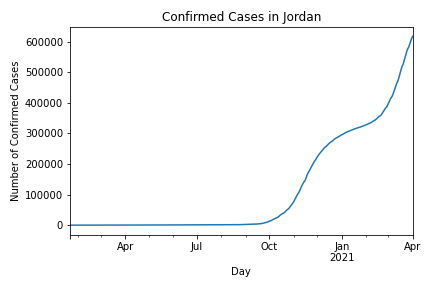 Confirmed Cases in Jordan
Number of Confirmed Cases
600000
500000
400000
300000
200000
100000
0
Apr
Jul
Oct
Jan
2021
Apr
Day